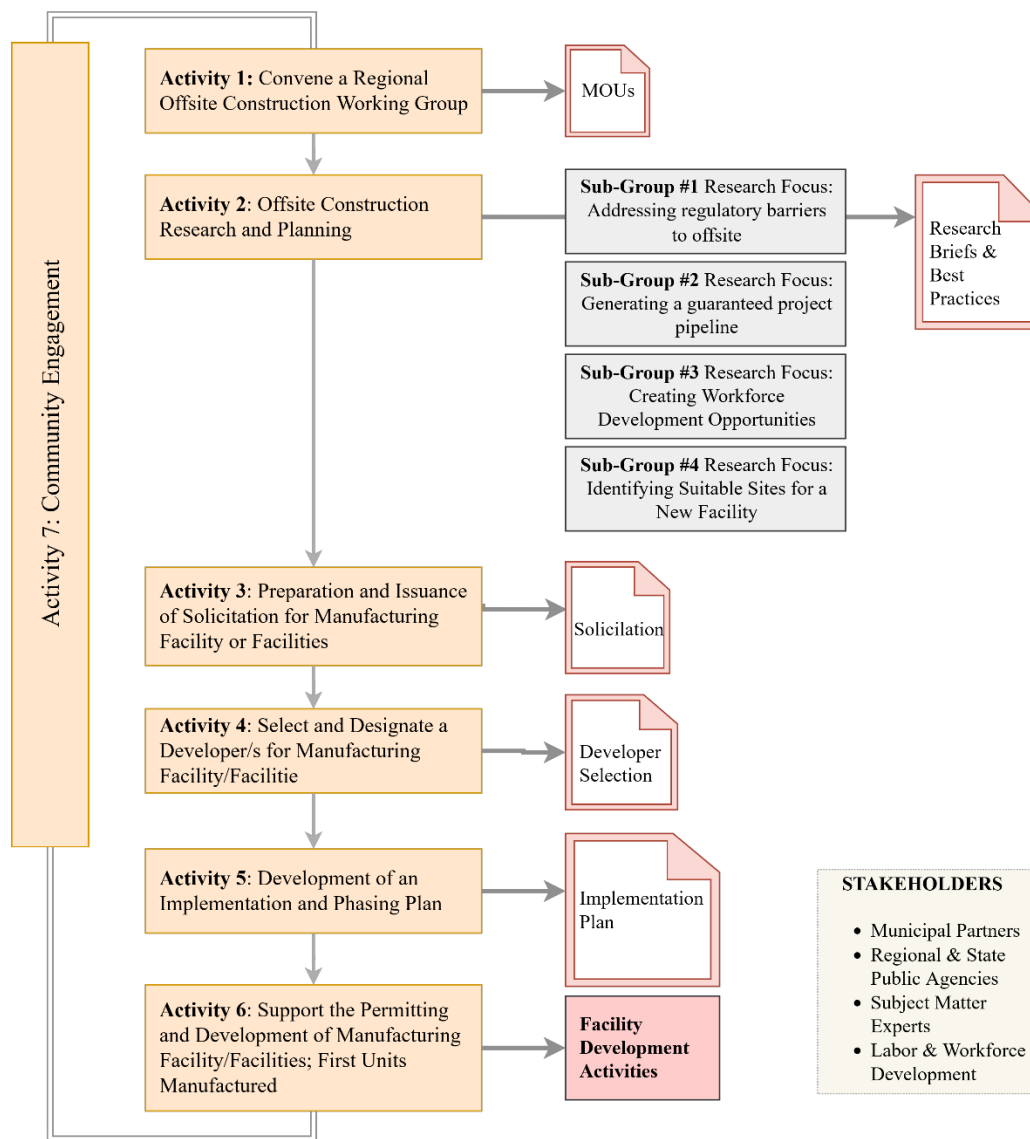 Activity 7: Community Engagement
Activity 1: Convene a Regional
Offsite Construction Working Group
MOUs
Activity 2: Offsite Construction
Research and Planning
Sub-Group #1 Research Focus:
Addressing regulatory barriers
to offsite
Research
Briefs &
Best
Practices
Sub-Group #2 Research Focus:
Generating a guaranteed project
pipeline
Sub-Group #3 Research Focus:
Creating Workforce
Development Opportunities
Sub-Group #4 Research Focus:
Identifying Suitable Sites for a
New Facility
Activity 3: Preparation and Issuance
of Solicitation for Manufacturing
Facility or Facilities
Solicilation
Activity 4: Select and Designate a
Developer/s for Manufacturing
Facility/Facilitie
Developer
Selection
Activity 5: Development of an
Implementation and Phasing Plan
Implementation
Plan
Activity 6: Support the Permitting
and Development of Manufacturing
Facility/Facilities; First Units
Manufactured
Facility
Development
Activities
STAKEHOLDERS
• Municipal Partners
• Regional & State
Public Agencies
• Subject Matter
Experts
• Labor & Workforce
Development